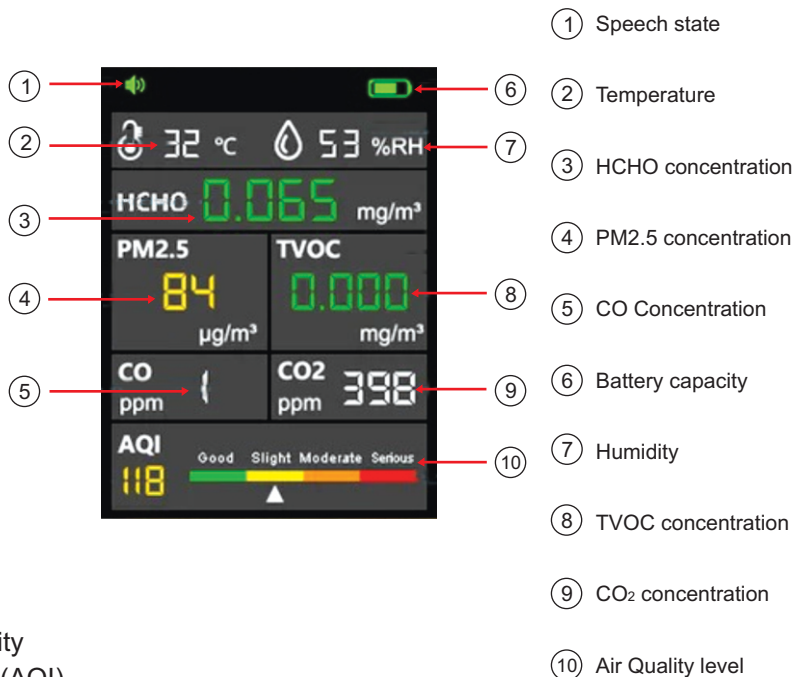 1 Speech state
1
6
2 Temperature
2
32 °C
53 %RH
7
3 HCHO concentration
HCHO 0.065 mg/m³
3
4 PM2.5 concentration
PM2.5
TVOC
4
84
0.000
8
5 CO Concentration
µg/m³
mg/m³
CO
ppm
1
5
CO2
ppm
398
9
6 Battery capacity
AQI
118
Good Slight Moderate Serious
10
7 Humidity
8 TVOC concentration
9 CO₂ concentration
ity
(AQI)
10 Air Quality level